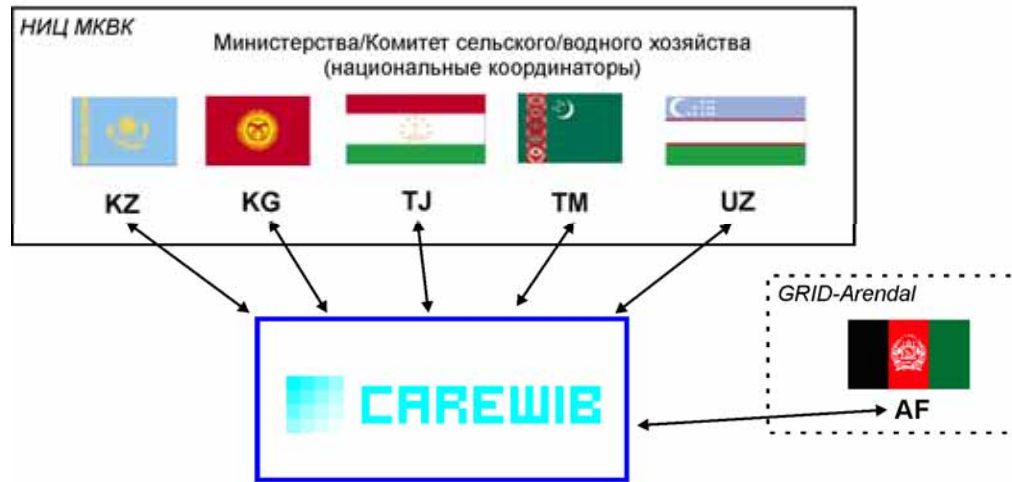 НИЦ МКВК
Министерства/Комитет сельского/водного хозяйства
(национальные координаторы)
KZ KG TJ TM UZ
GRID-Arendal
AF
CAREWIB